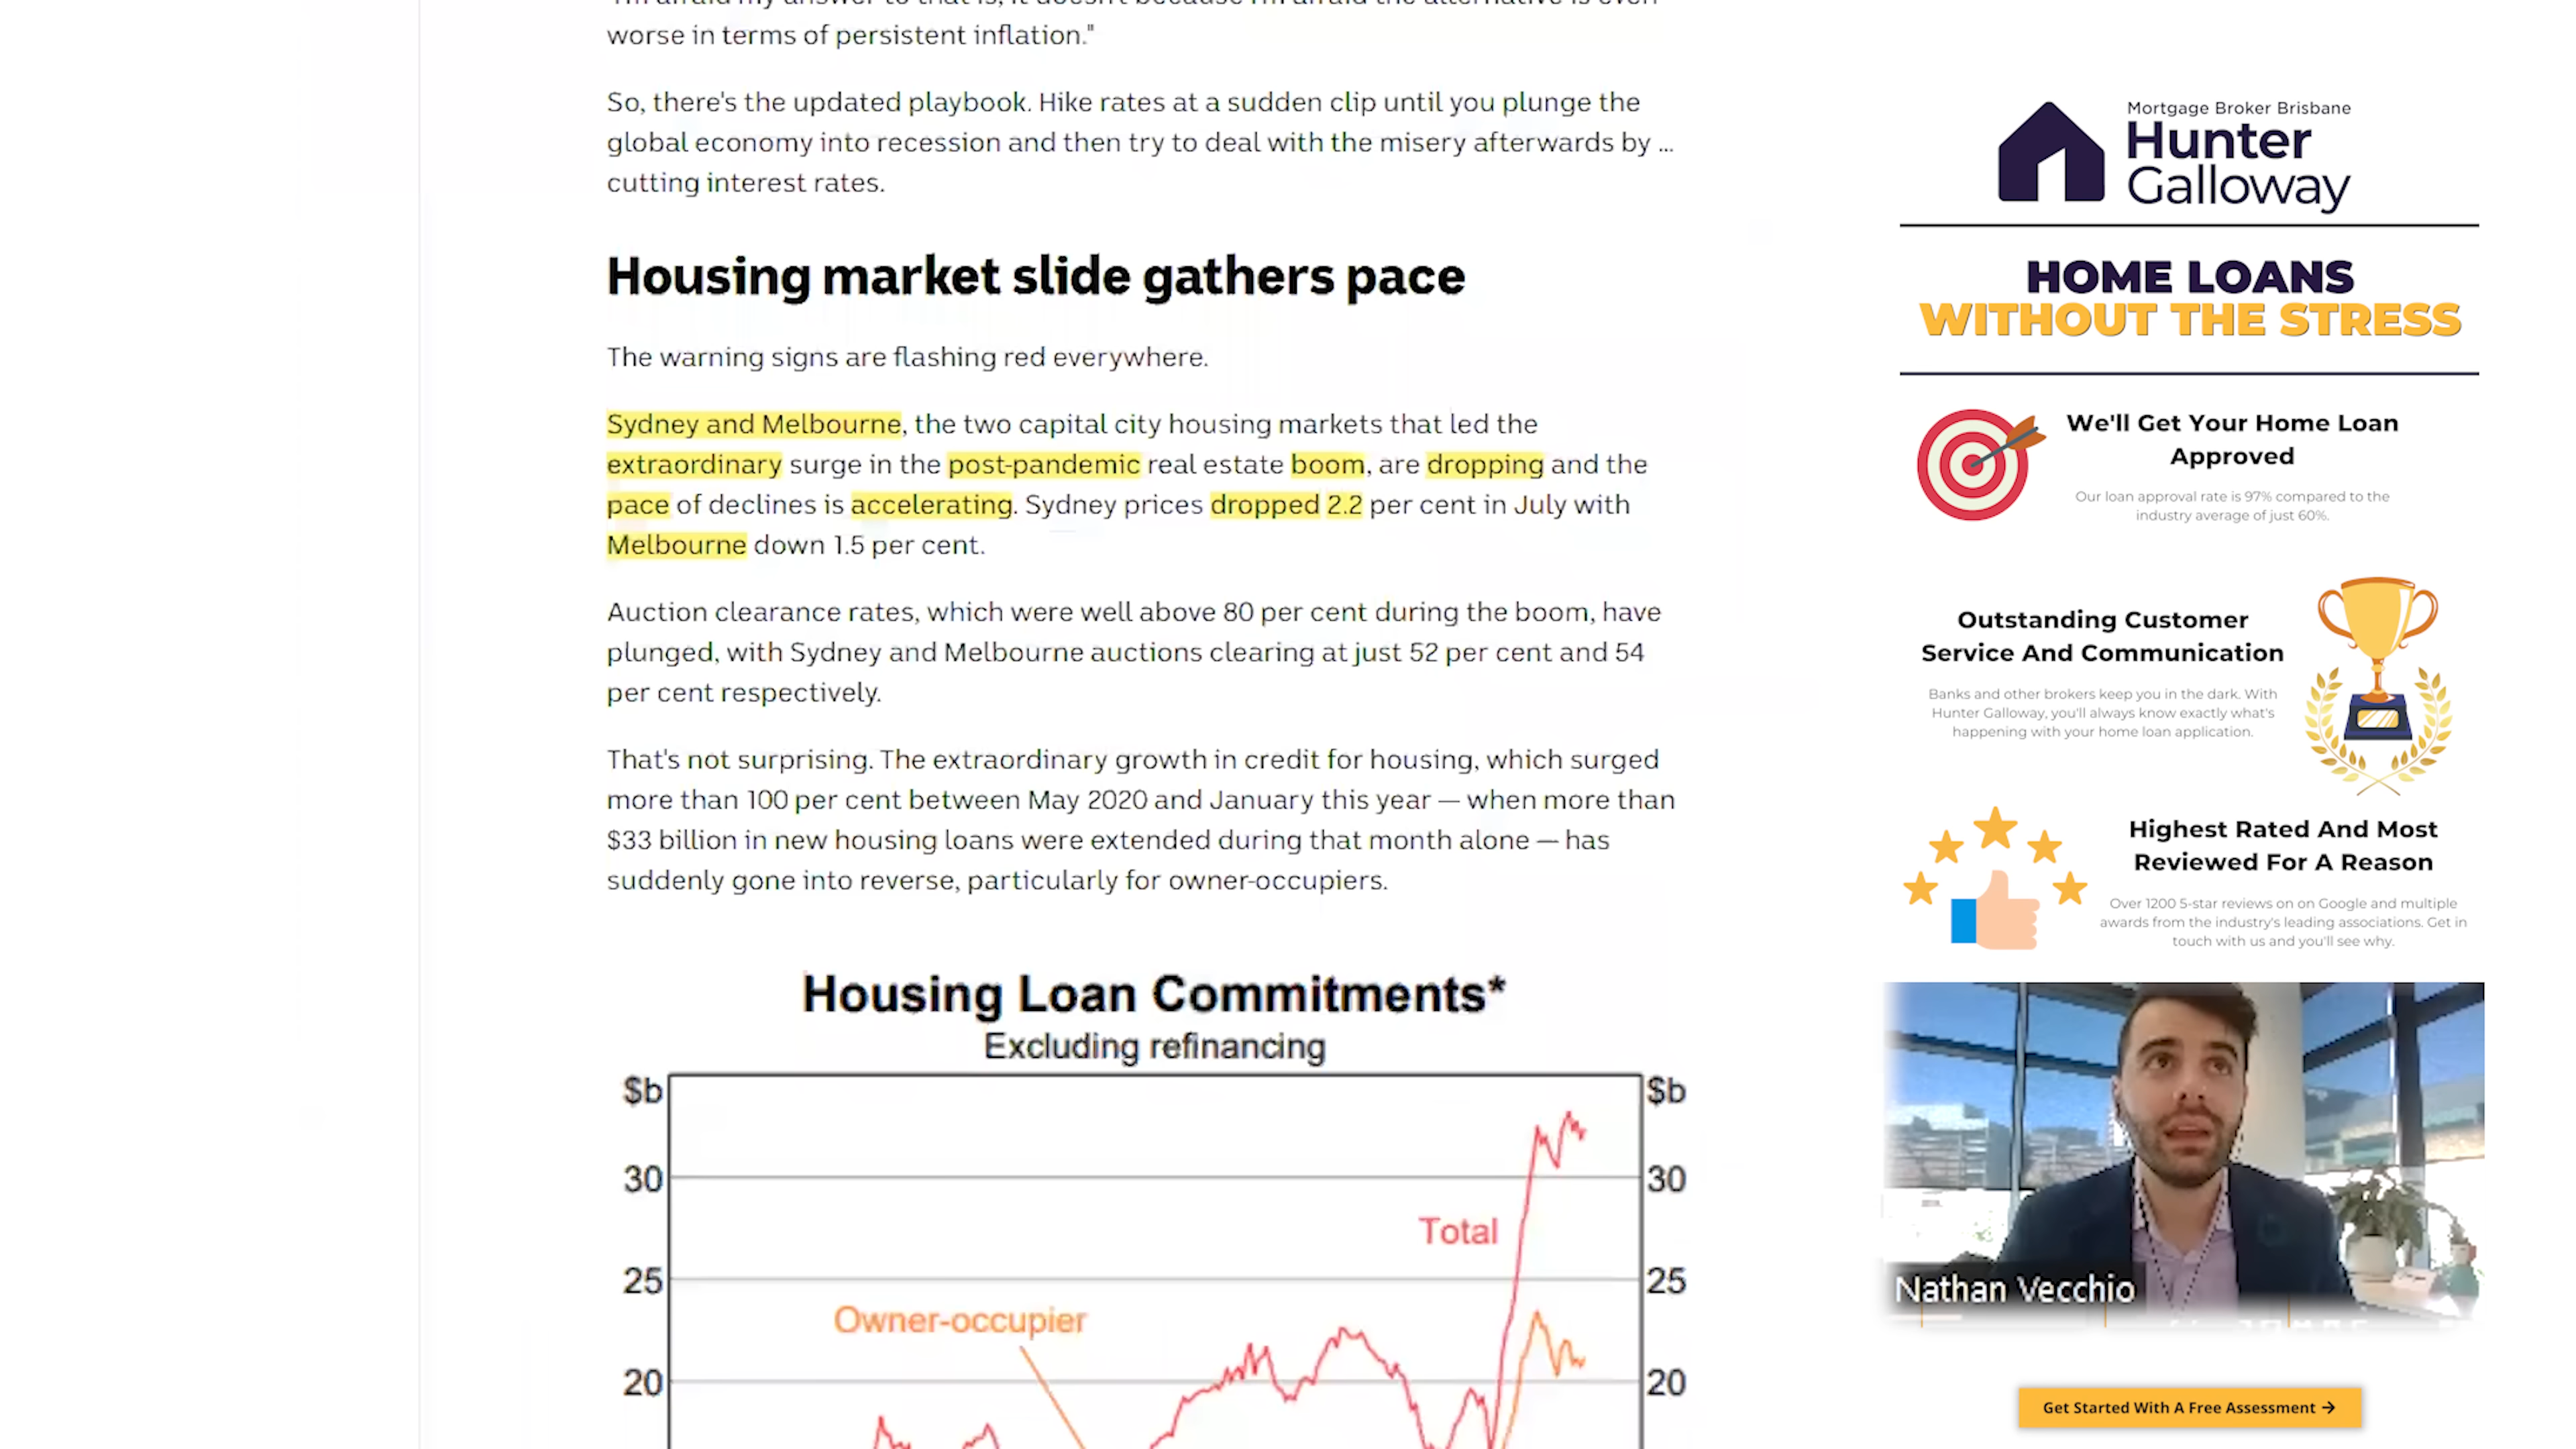 worse in terms of persistent inflation."
So, there's the updated playbook. Hike rates at a sudden clip until you plunge the
global economy into recession and then try to deal with the misery afterwards by ...
cutting interest rates.
Housing market slide gathers pace
The warning signs are flashing red everywhere.
Sydney and Melbourne, the two capital city housing markets that led the
extraordinary surge in the post-pandemic real estate boom, are dropping and the
pace of declines is accelerating. Sydney prices dropped 2.2 per cent in July with
Melbourne down 1.5 per cent.
Auction clearance rates, which were well above 80 per cent during the boom, have
plunged, with Sydney and Melbourne auctions clearing at just 52 per cent and 54
per cent respectively.
That's not surprising. The extraordinary growth in credit for housing, which surged
more than 100 per cent between May 2020 and January this year — when more than
$33 billion in new housing loans were extended during that month alone — has
suddenly gone into reverse, particularly for owner-occupiers.
Housing Loan Commitments*
Excluding refinancing
$b $b
30 30
Total
25 25
Owner-occupier
20 20
Mortgage Broker Brisbane
Hunter
Galloway
HOME LOANS
WITHOUT THE STRESS
We'll Get Your Home Loan
Approved
Our loan approval rate is 97% compared to the
industry average of just 60%.
Outstanding Customer
Service And Communication
Banks and other brokers keep you in the dark. With
Hunter Galloway, you'll always know exactly what's
happening with your home loan application.
Highest Rated And Most
Reviewed For A Reason
Over 1200 5-star reviews on on Google and multiple
awards from the industry's leading associations. Get in
touch with us and you'll see why.
Nathan Vecchio
Get Started With A Free Assessment →